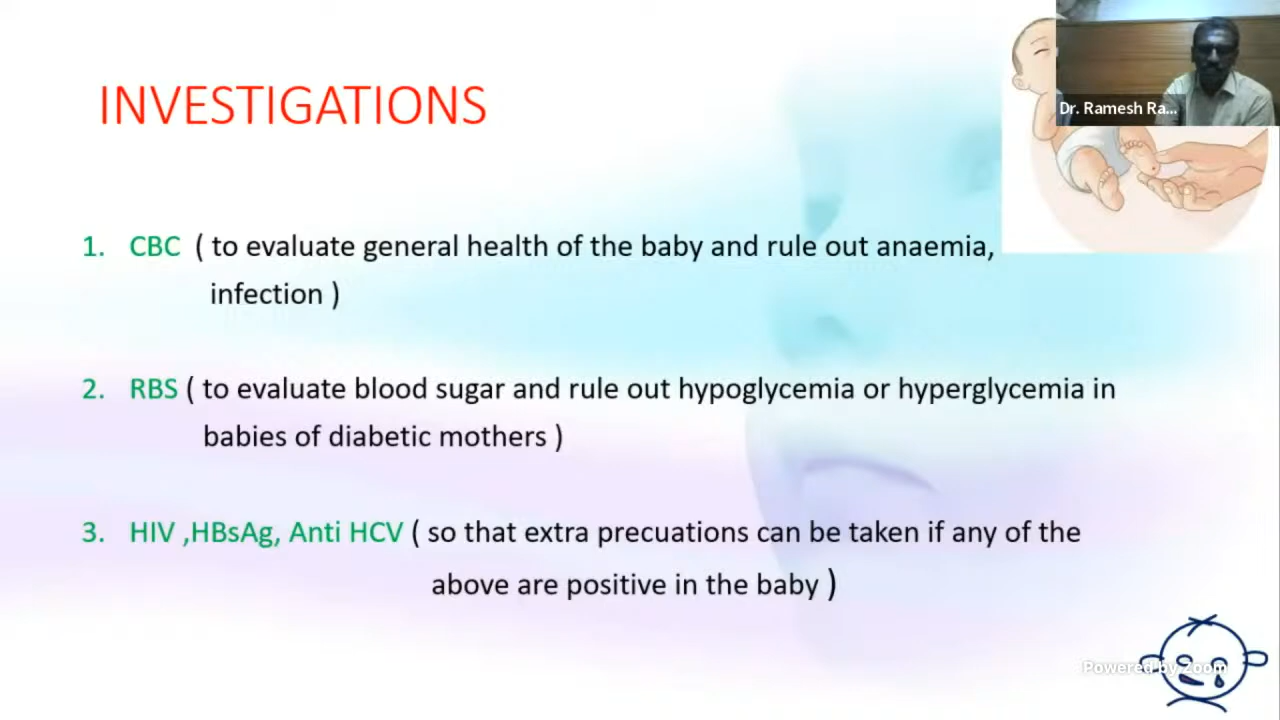 INVESTIGATIONS
Dr. Ramesh Ra...
1. CBC ( to evaluate general health of the baby and rule out anaemia,
infection )
2. RBS ( to evaluate blood sugar and rule out hypoglycemia or hyperglycemia in
babies of diabetic mothers )
3. HIV ,HBsAg, Anti HCV ( so that extra precuations can be taken if any of the
above are positive in the baby )
Powered by Zoom